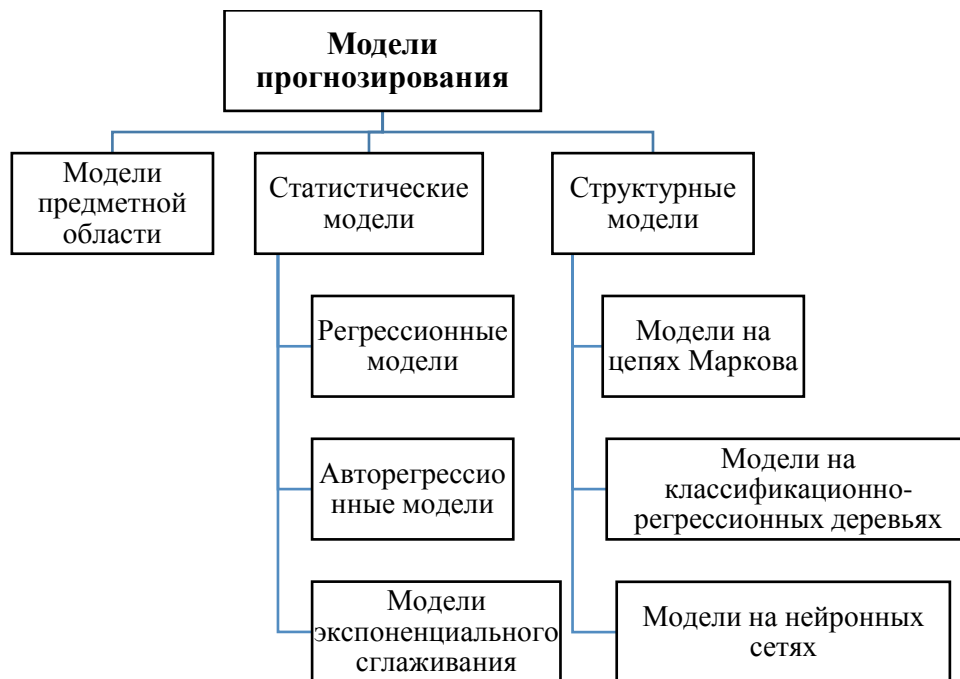 Модели
прогнозирования
Модели
предметной
области
Статистические
модели
Структурные
модели
Регрессионные
модели
Модели на
цепях Маркова
Авторегрессио
нные модели
Модели на
классификационно-
регрессионных деревьях
Модели
экспоненциального
сглаживания
Модели на нейронных
сетях